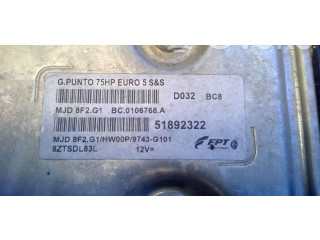 G.PUNTO 75HP EURO 5 S&S
D032 BC8
MJD 8F2.G1 BC.0106768.A
51892322
MJD 8F2.G1/HW00P/9743-G101
8ZTSDL83L 12V=
FPT